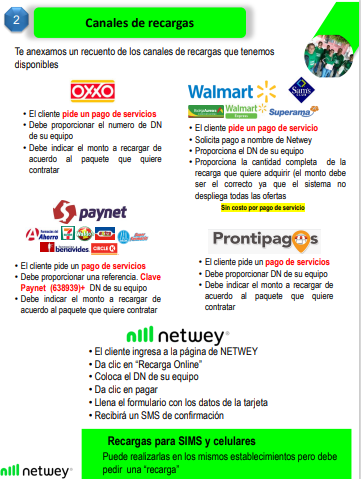 2
Canales de recargas
Te anexamos un recuento de los canales de recargas que tenemos
disponibles
OXXO
• El cliente pide un pago de servicios
• Debe proporcionar el numero de DN
de su equipo
• Debe indicar el monto a recargar de
acuerdo al paquete que quiere
contratar
Walmart
Sam's
CLUB
Walmart
Express
Superama
• El cliente pide un pago de servicio
• Solicita pago a nombre de Netwey
• Proporciona el DN de su equipo
• Proporciona la cantidad completa de la
recarga que quiere adquirir (el monto debe
ser el correcto ya que el sistema no
despliega todas las ofertas
Sin costo por pago de servicio
paynet
Ahorro
benavides
CIRCLE K
• El cliente pide un pago de servicios
• Debe proporcionar una referencia. Clave
Paynet (638939)+ DN de su equipo
• Debe indicar el monto a recargar de
acuerdo al paquete que quiere contratar
Prontipagos
• El cliente pide un pago de servicios
• Debe proporcionar DN de su equipo
• Debe indicar el monto a recargar de
acuerdo al paquete que quiere
contratar
netwey
• El cliente ingresa a la página de NETWEY
• Da clic en “Recarga Online”
• Coloca el DN de su equipo
• Da clic en pagar
• Llena el formulario con los datos de la tarjeta
• Recibirá un SMS de confirmación
Recargas para SIMS y celulares
Puede realizarlas en los mismos establecimientos pero debe
pedir una “recarga”
netwey